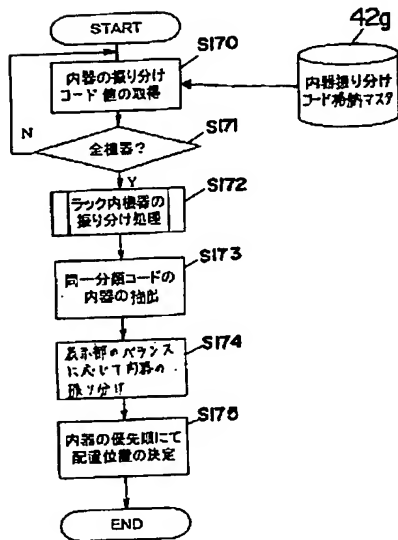 START
42g
S170
内器の振り分け
コード値の取得
内器振り分け
コード格納マスタ
N
S171
全機器?
Y
S172
ラック内機器の
振り分け処理
S173
同一分類コードの
内器の抽出
S174
表示部のバランス
に応じて内器の
振り分け
S175
内器の優先順にて
配置位置の決定
END